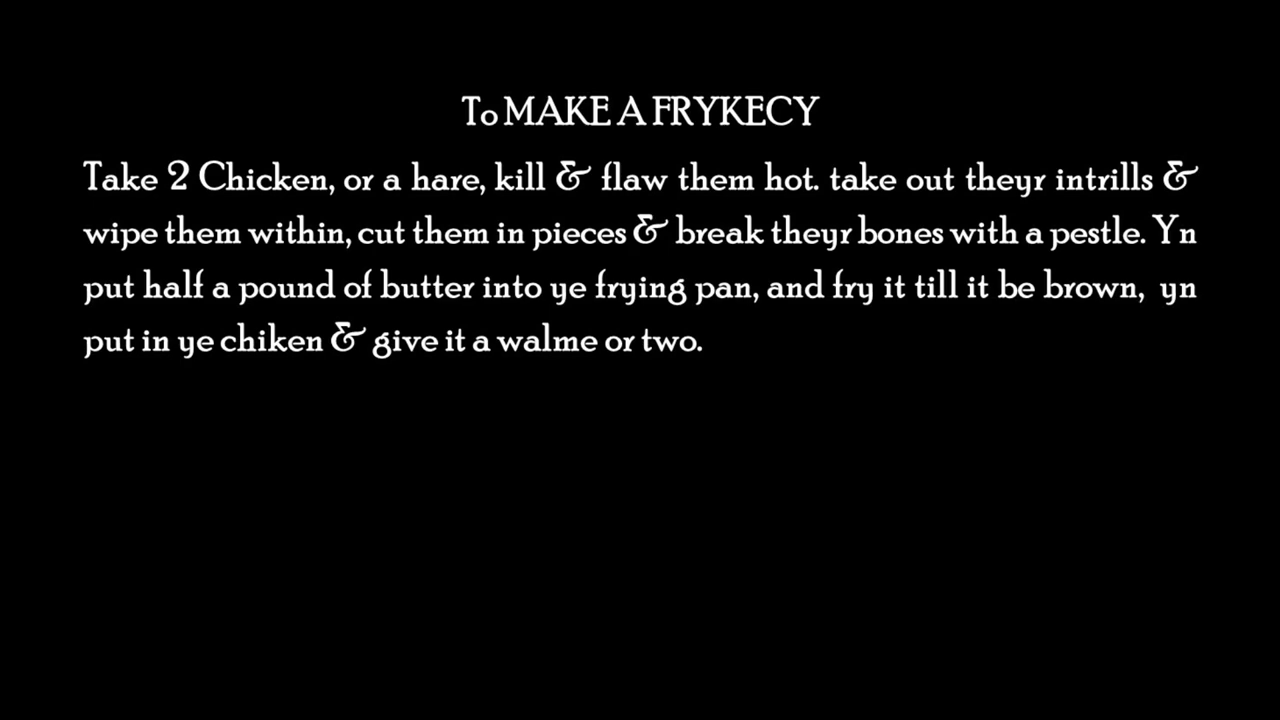 To MAKE A FRYKECY
Take 2 Chicken, or a hare, kill & flaw them hot. take out theyr intrills &
wipe them within, cut them in pieces & break theyr bones with a pestle. Yn
put half a pound of butter into ye frying pan, and fry it till it be brown, yn
put in ye chiken & give it a walme or two.